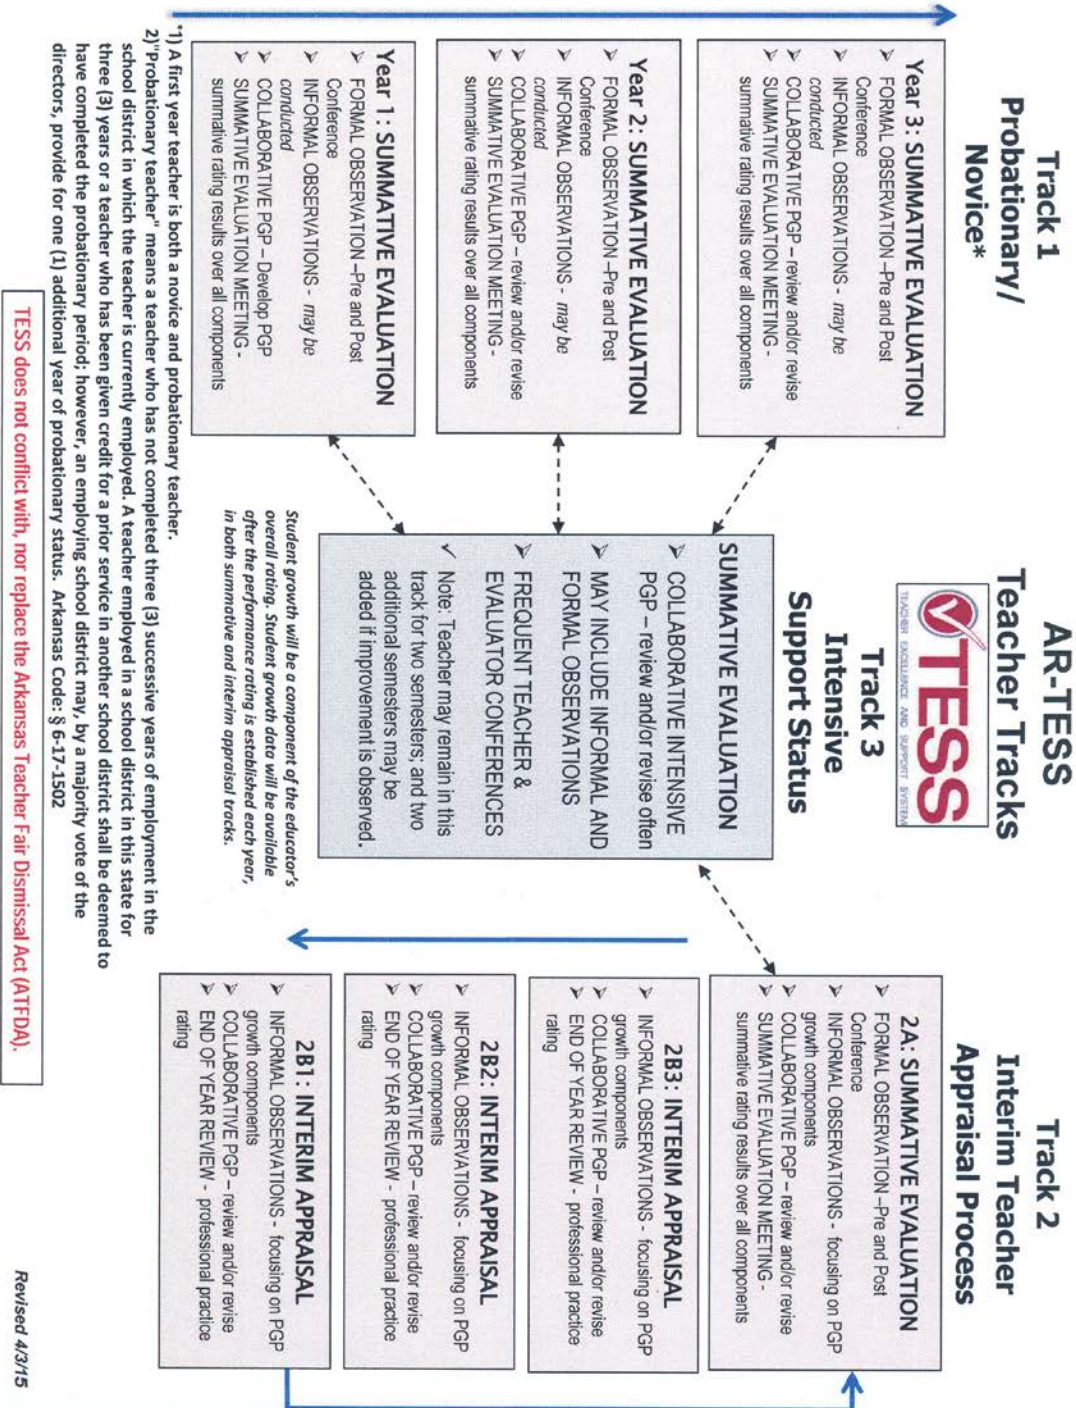 AR-TESS
Teacher Tracks
TESS
TEACHER EXCELLENCE AND SUPPORT SYSTEM
Track 1
Probationary/
Novice*
Year 3: SUMMATIVE EVALUATION
➢ FORMAL OBSERVATION –Pre and Post
Conference
➢ INFORMAL OBSERVATIONS - may be
conducted
➢ COLLABORATIVE PGP – review and/or revise
➢ SUMMATIVE EVALUATION MEETING -
summative rating results over all components
Year 2: SUMMATIVE EVALUATION
➢ FORMAL OBSERVATION –Pre and Post
Conference
➢ INFORMAL OBSERVATIONS - may be
conducted
➢ COLLABORATIVE PGP – review and/or revise
➢ SUMMATIVE EVALUATION MEETING -
summative rating results over all components
Year 1: SUMMATIVE EVALUATION
➢ FORMAL OBSERVATION –Pre and Post
Conference
➢ INFORMAL OBSERVATIONS - may be
conducted
➢ COLLABORATIVE PGP – Develop PGP
➢ SUMMATIVE EVALUATION MEETING -
summative rating results over all components
Track 3
Intensive
Support Status
SUMMATIVE EVALUATION
➢ COLLABORATIVE INTENSIVE
PGP – review and/or revise often
➢ MAY INCLUDE INFORMAL AND
FORMAL OBSERVATIONS
➢ FREQUENT TEACHER &
EVALUATOR CONFERENCES
✓ Note: Teacher may remain in this
track for two semesters; and two
additional semesters may be
added if improvement is observed.
Student growth will be a component of the educator's
overall rating. Student growth data will be available
after the performance rating is established each year,
in both summative and interim appraisal tracks.
Track 2
Interim Teacher
Appraisal Process
2A: SUMMATIVE EVALUATION
➢ FORMAL OBSERVATION –Pre and Post
Conference
➢ INFORMAL OBSERVATIONS - focusing on PGP
growth components
➢ COLLABORATIVE PGP – review and/or revise
➢ SUMMATIVE EVALUATION MEETING -
summative rating results over all components
2B3: INTERIM APPRAISAL
➢ INFORMAL OBSERVATIONS - focusing on PGP
growth components
➢ COLLABORATIVE PGP – review and/or revise
➢ END OF YEAR REVIEW - professional practice
rating
2B2: INTERIM APPRAISAL
➢ INFORMAL OBSERVATIONS - focusing on PGP
growth components
➢ COLLABORATIVE PGP – review and/or revise
➢ END OF YEAR REVIEW - professional practice
rating
2B1: INTERIM APPRAISAL
➢ INFORMAL OBSERVATIONS - focusing on PGP
growth components
➢ COLLABORATIVE PGP – review and/or revise
➢ END OF YEAR REVIEW - professional practice
rating
*1) A first year teacher is both a novice and probationary teacher.
2)"Probationary teacher" means a teacher who has not completed three (3) successive years of employment in the
school district in which the teacher is currently employed. A teacher employed in a school district in this state for
three (3) years or a teacher who has been given credit for a prior service in another school district shall be deemed to
have completed the probationary period; however, an employing school district may, by a majority vote of the
directors, provide for one (1) additional year of probationary status. Arkansas Code: § 6-17-1502
TESS does not conflict with, nor replace the Arkansas Teacher Fair Dismissal Act (ATFDA).
Revised 4/3/15